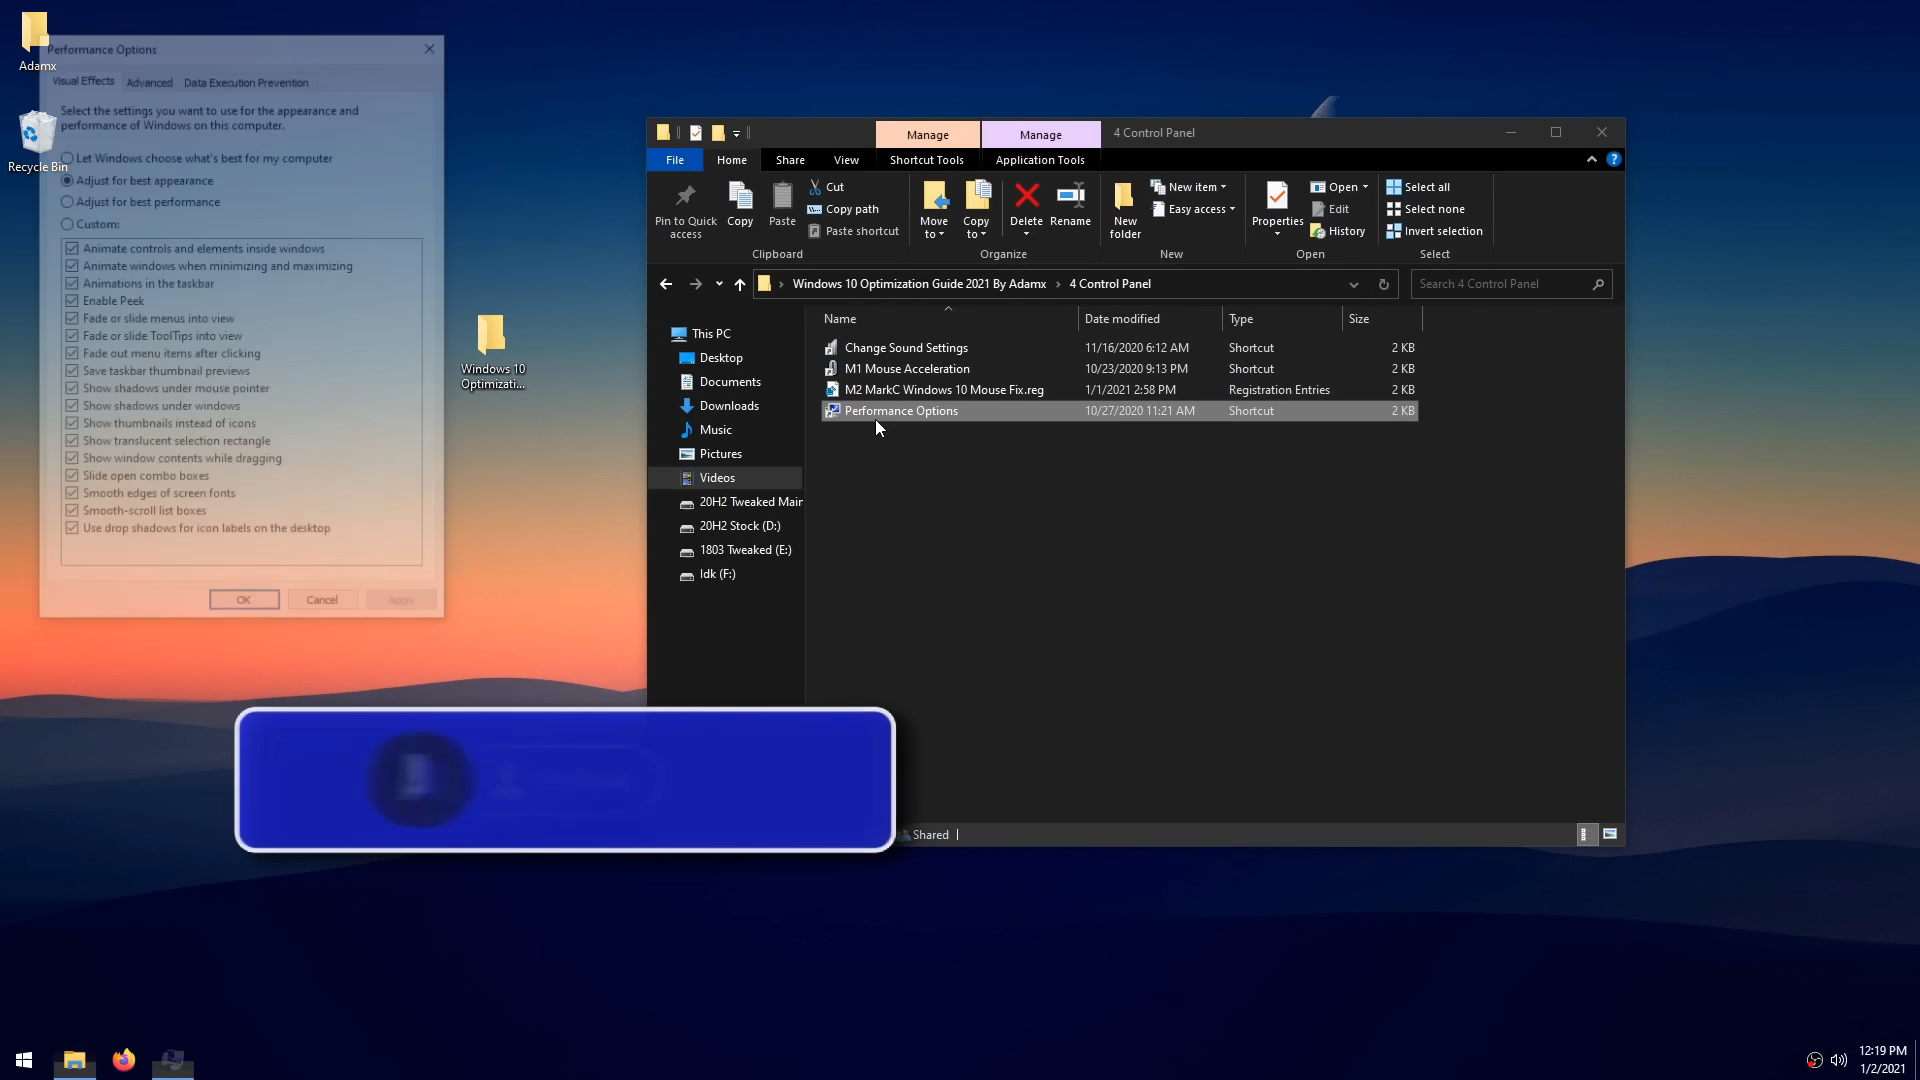 Adamx
Recycle Bin
Performance Options
Visual Effects
Advanced
Data Execution Prevention
Select the settings you want to use for the appearance and
performance of Windows on this computer.
Let Windows choose what's best for my computer
Adjust for best appearance
Adjust for best performance
Custom:
Animate controls and elements inside windows
Animate windows when minimizing and maximizing
Animations in the taskbar
Enable Peek
Fade or slide menus into view
Fade or slide ToolTips into view
Fade out menu items after clicking
Save taskbar thumbnail previews
Show shadows under mouse pointer
Show shadows under windows
Show thumbnails instead of icons
Show translucent selection rectangle
Show window contents while dragging
Slide open combo boxes
Smooth edges of screen fonts
Smooth-scroll list boxes
Use drop shadows for icon labels on the desktop
OK
Cancel
Apply
Windows 10
Optimizati...
Manage
Manage
4 Control Panel
File
Home
Share
View
Shortcut Tools
Application Tools
Pin to Quick
access
Copy
Paste
Cut
Copy path
Paste shortcut
Clipboard
Move
to
Copy
to
Delete
Rename
Organize
New
folder
New item
Easy access
New
Properties
Open
Edit
History
Open
Select all
Select none
Invert selection
Select
Windows 10 Optimization Guide 2021 By Adamx
4 Control Panel
Search 4 Control Panel
This PC
Desktop
Documents
Downloads
Music
Pictures
Videos
20H2 Tweaked Mair
20H2 Stock (D:)
1803 Tweaked (E:)
Idk (F:)
Name Date modified Type Size
Change Sound Settings 11/16/2020 6:12 AM Shortcut 2 KB
M1 Mouse Acceleration 10/23/2020 9:13 PM Shortcut 2 KB
M2 MarkC Windows 10 Mouse Fix.reg 1/1/2021 2:58 PM Registration Entries 2 KB
Performance Options 10/27/2020 11:21 AM Shortcut 2 KB
Shared
12:19 PM
1/2/2021